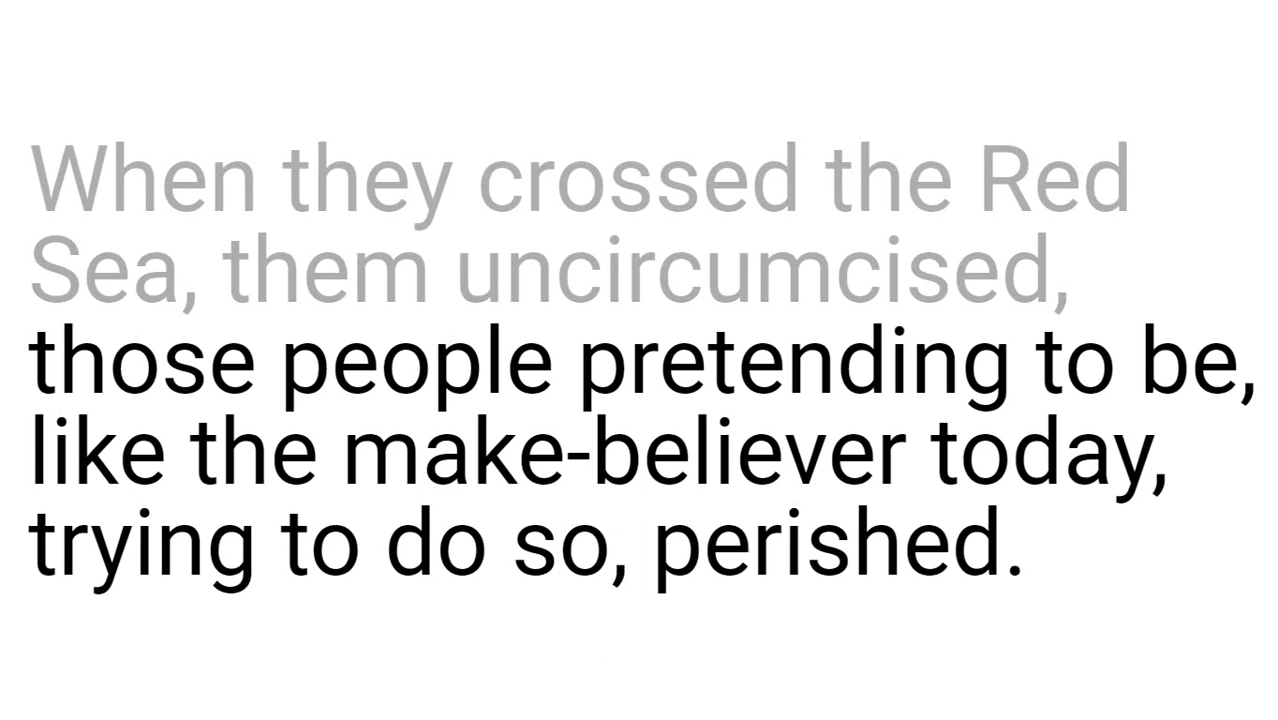 When they crossed the Red
Sea, them uncircumcised,
those people pretending to be,
like the make-believer today,
trying to do so, perished.